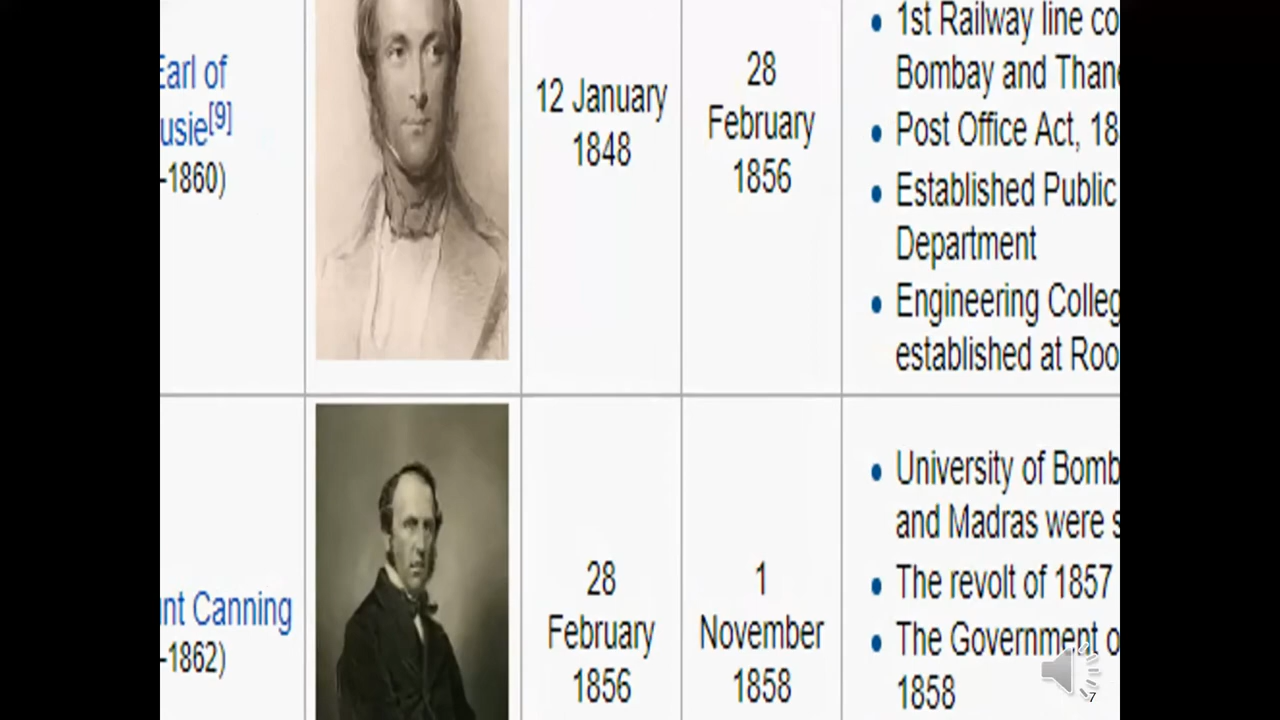 Earl of
usie[9]
-1860)
12 January
1848
28
February
1856
1st Railway line co
Bombay and Than
Post Office Act, 18
Established Public
Department
Engineering Colleg
established at Roo
nt Canning
-1862)
28
February
1856
1
November
1858
University of Bomb
and Madras were s
The revolt of 1857
The Government o
1858
7